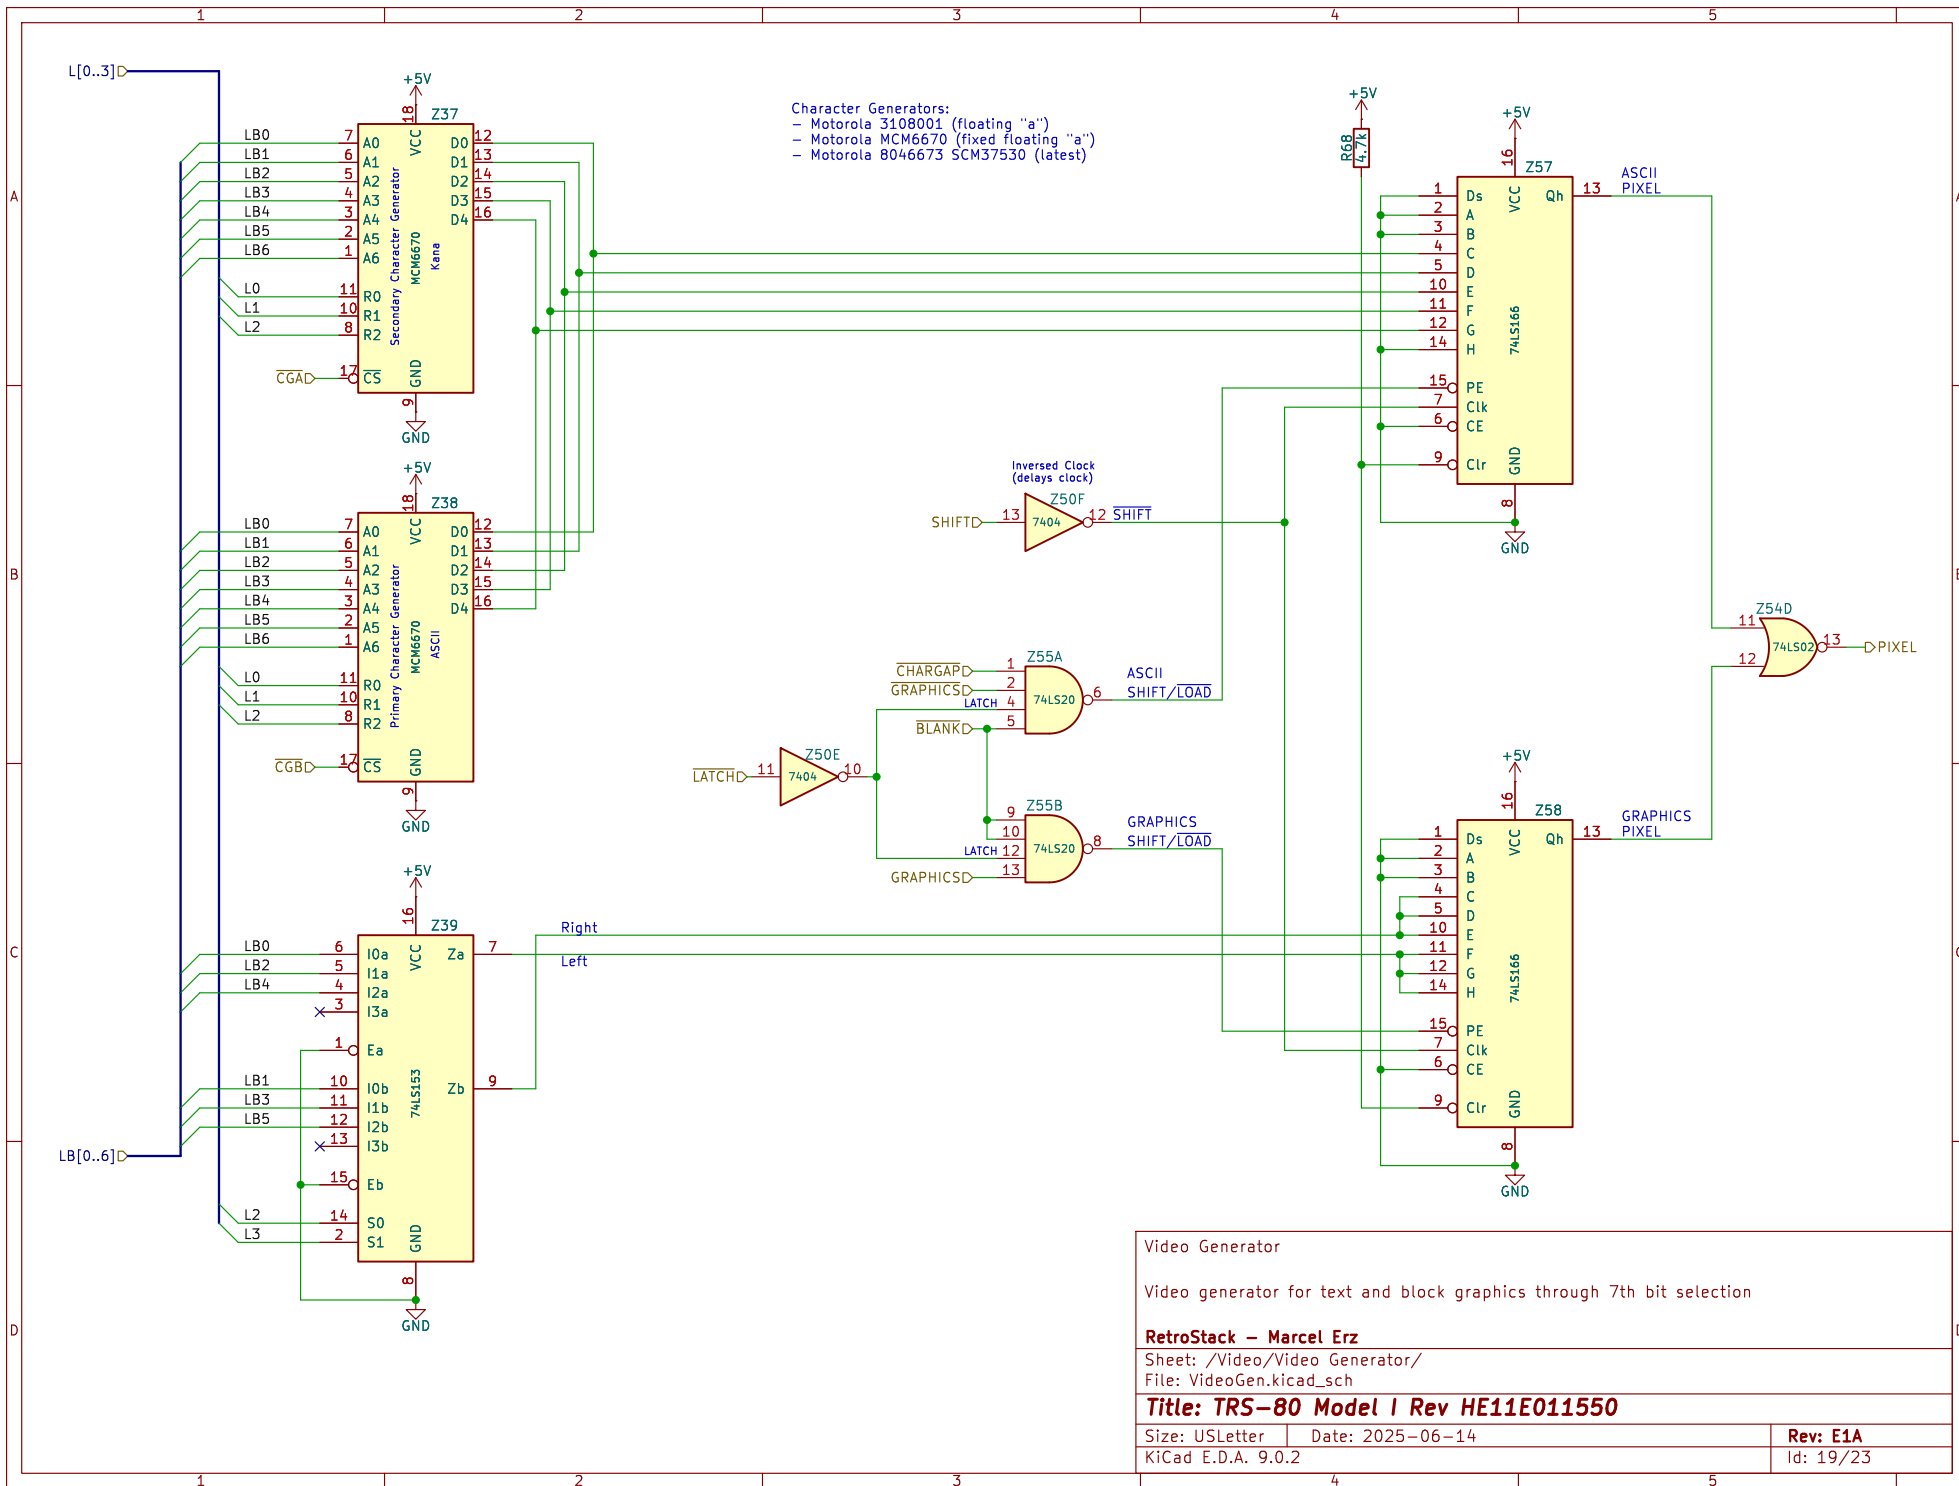 1 2 3 4 5
A
B
C
D
L[0..3]
LB[0..6]
+5V
18
Z37
VCC
LB0 7 A0 D0 12
LB1 6 A1 D1 13
LB2 5 A2 D2 14
LB3 4 A3 D3 15
LB4 3 A4 D4 16
LB5 2 A5
LB6 1 A6
L0 11 R0
L1 10 R1
L2 8 R2
CGA 17 CS
Secondary Character Generator
MCM6670
Kana
GND
9
GND
+5V
18
Z38
VCC
LB0 7 A0 D0 12
LB1 6 A1 D1 13
LB2 5 A2 D2 14
LB3 4 A3 D3 15
LB4 3 A4 D4 16
LB5 2 A5
LB6 1 A6
L0 11 R0
L1 10 R1
L2 8 R2
CGB 17 CS
Primary Character Generator
MCM6670
ASCII
GND
9
GND
+5V
16
Z39
VCC
LB0 6 I0a Za 7
LB2 5 I1a
LB4 4 I2a
3 I3a
1 Ea
LB1 10 I0b Zb 9
LB3 11 I1b
LB5 12 I2b
13 I3b
15 Eb
L2 14 S0
L3 2 S1
74LS153
GND
8
GND
Right
Left
Character Generators:
- Motorola 3108001 (floating "a")
- Motorola MCM6670 (fixed floating "a")
- Motorola 8046673 SCM37530 (latest)
Inversed Clock
(delays clock)
Z50F
SHIFT 13 7404 12 SHIFT
Z55A
CHARGAP 1
GRAPHICS 2
LATCH 4
BLANK 5
74LS20
6
ASCII
SHIFT/LOAD
Z50E
LATCH 11 7404 10
Z55B
9
10
LATCH 12
GRAPHICS 13
74LS20
8
GRAPHICS
SHIFT/LOAD
+5V
R68
4.7k
+5V
16
Z57
VCC
1 Ds Qh 13
2 A
3 B
4 C
5 D
10 E
11 F
12 G
14 H
15 PE
7 Clk
6 CE
9 Clr
74LS166
GND
8
GND
ASCII
PIXEL
Z54D
11
12
74LS02
13 PIXEL
+5V
16
Z58
VCC
1 Ds Qh 13
2 A
3 B
4 C
5 D
10 E
11 F
12 G
14 H
15 PE
7 Clk
6 CE
9 Clr
74LS166
GND
8
GND
GRAPHICS
PIXEL
Video Generator
Video generator for text and block graphics through 7th bit selection
RetroStack - Marcel Erz
Sheet: /Video/Video Generator/
File: VideoGen.kicad_sch
Title: TRS-80 Model I Rev HE11E011550
Size: USLetter Date: 2025-06-14 Rev: E1A
KiCad E.D.A. 9.0.2 Id: 19/23
1 2 3 4 5